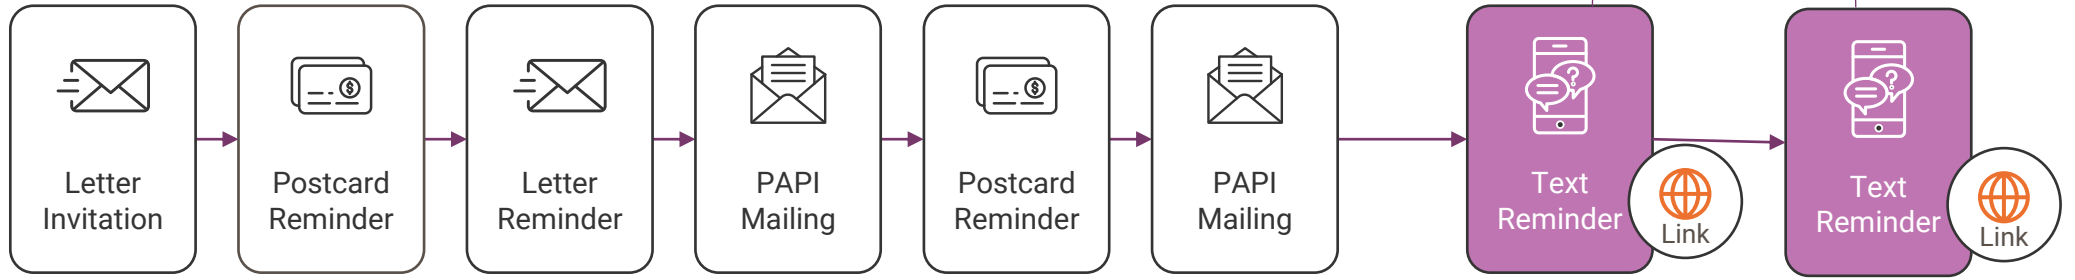 Letter
Invitation
Postcard
Reminder
Letter
Reminder
PAPI
Mailing
Postcard
Reminder
PAPI
Mailing
Text
Reminder
Link
Text
Reminder
Link